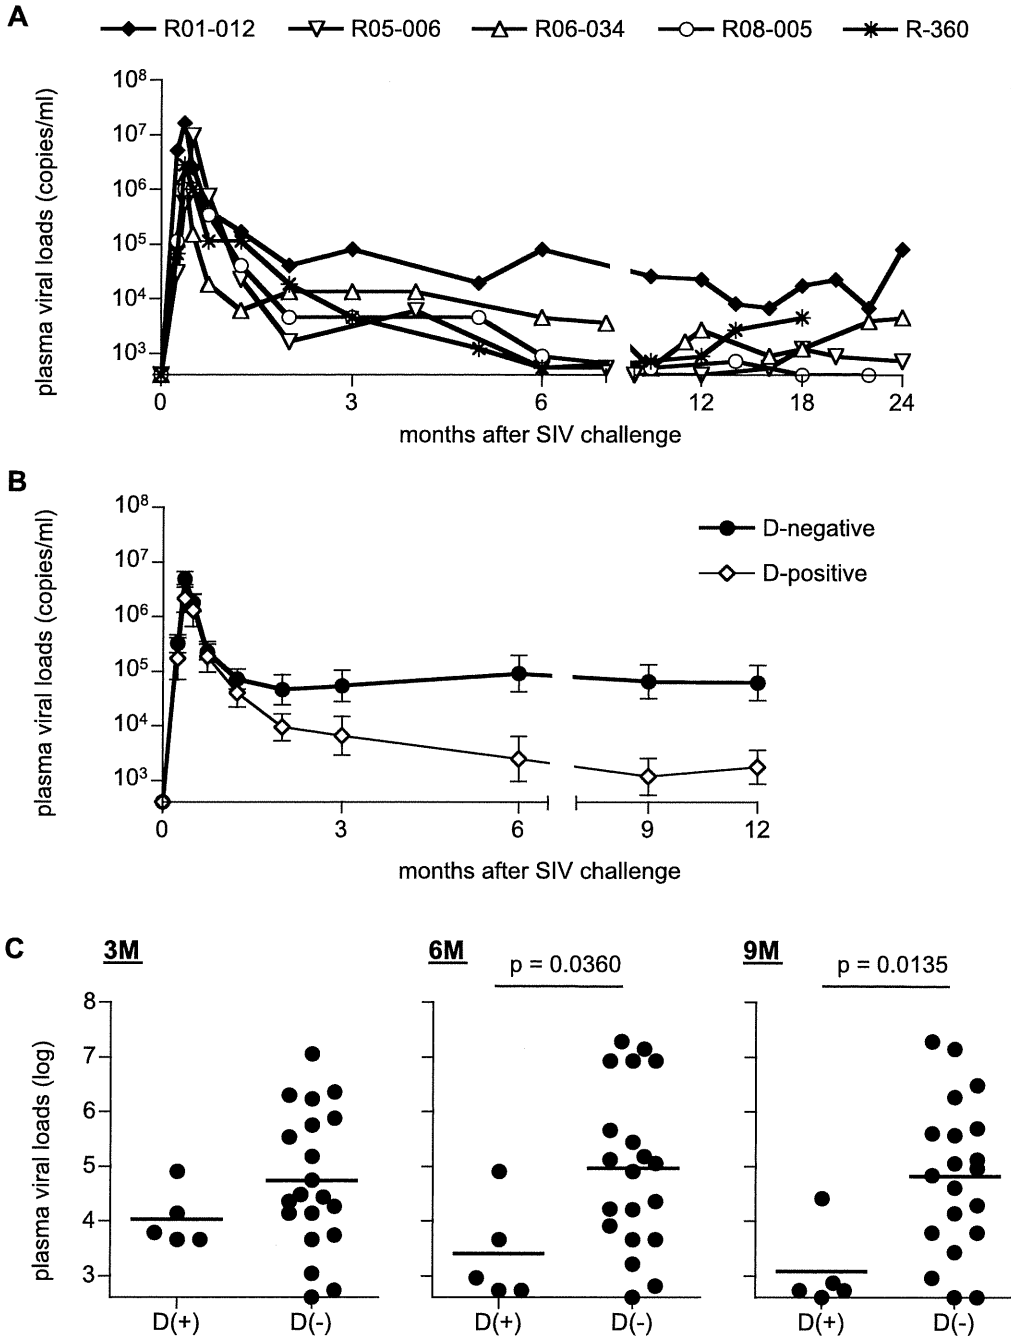 A
R01-012 R05-006 R06-034 R08-005 R-360
plasma viral loads (copies/ml)
10⁸
10⁷
10⁶
10⁵
10⁴
10³
0 3 6 12 18 24
months after SIV challenge
B
plasma viral loads (copies/ml)
10⁸
10⁷
10⁶
10⁵
10⁴
10³
D-negative
D-positive
0 3 6 9 12
months after SIV challenge
C
3M 6M 9M
p = 0.0360 p = 0.0135
plasma viral loads (log)
8
7
6
5
4
3
D(+) D(-) D(+) D(-) D(+) D(-)